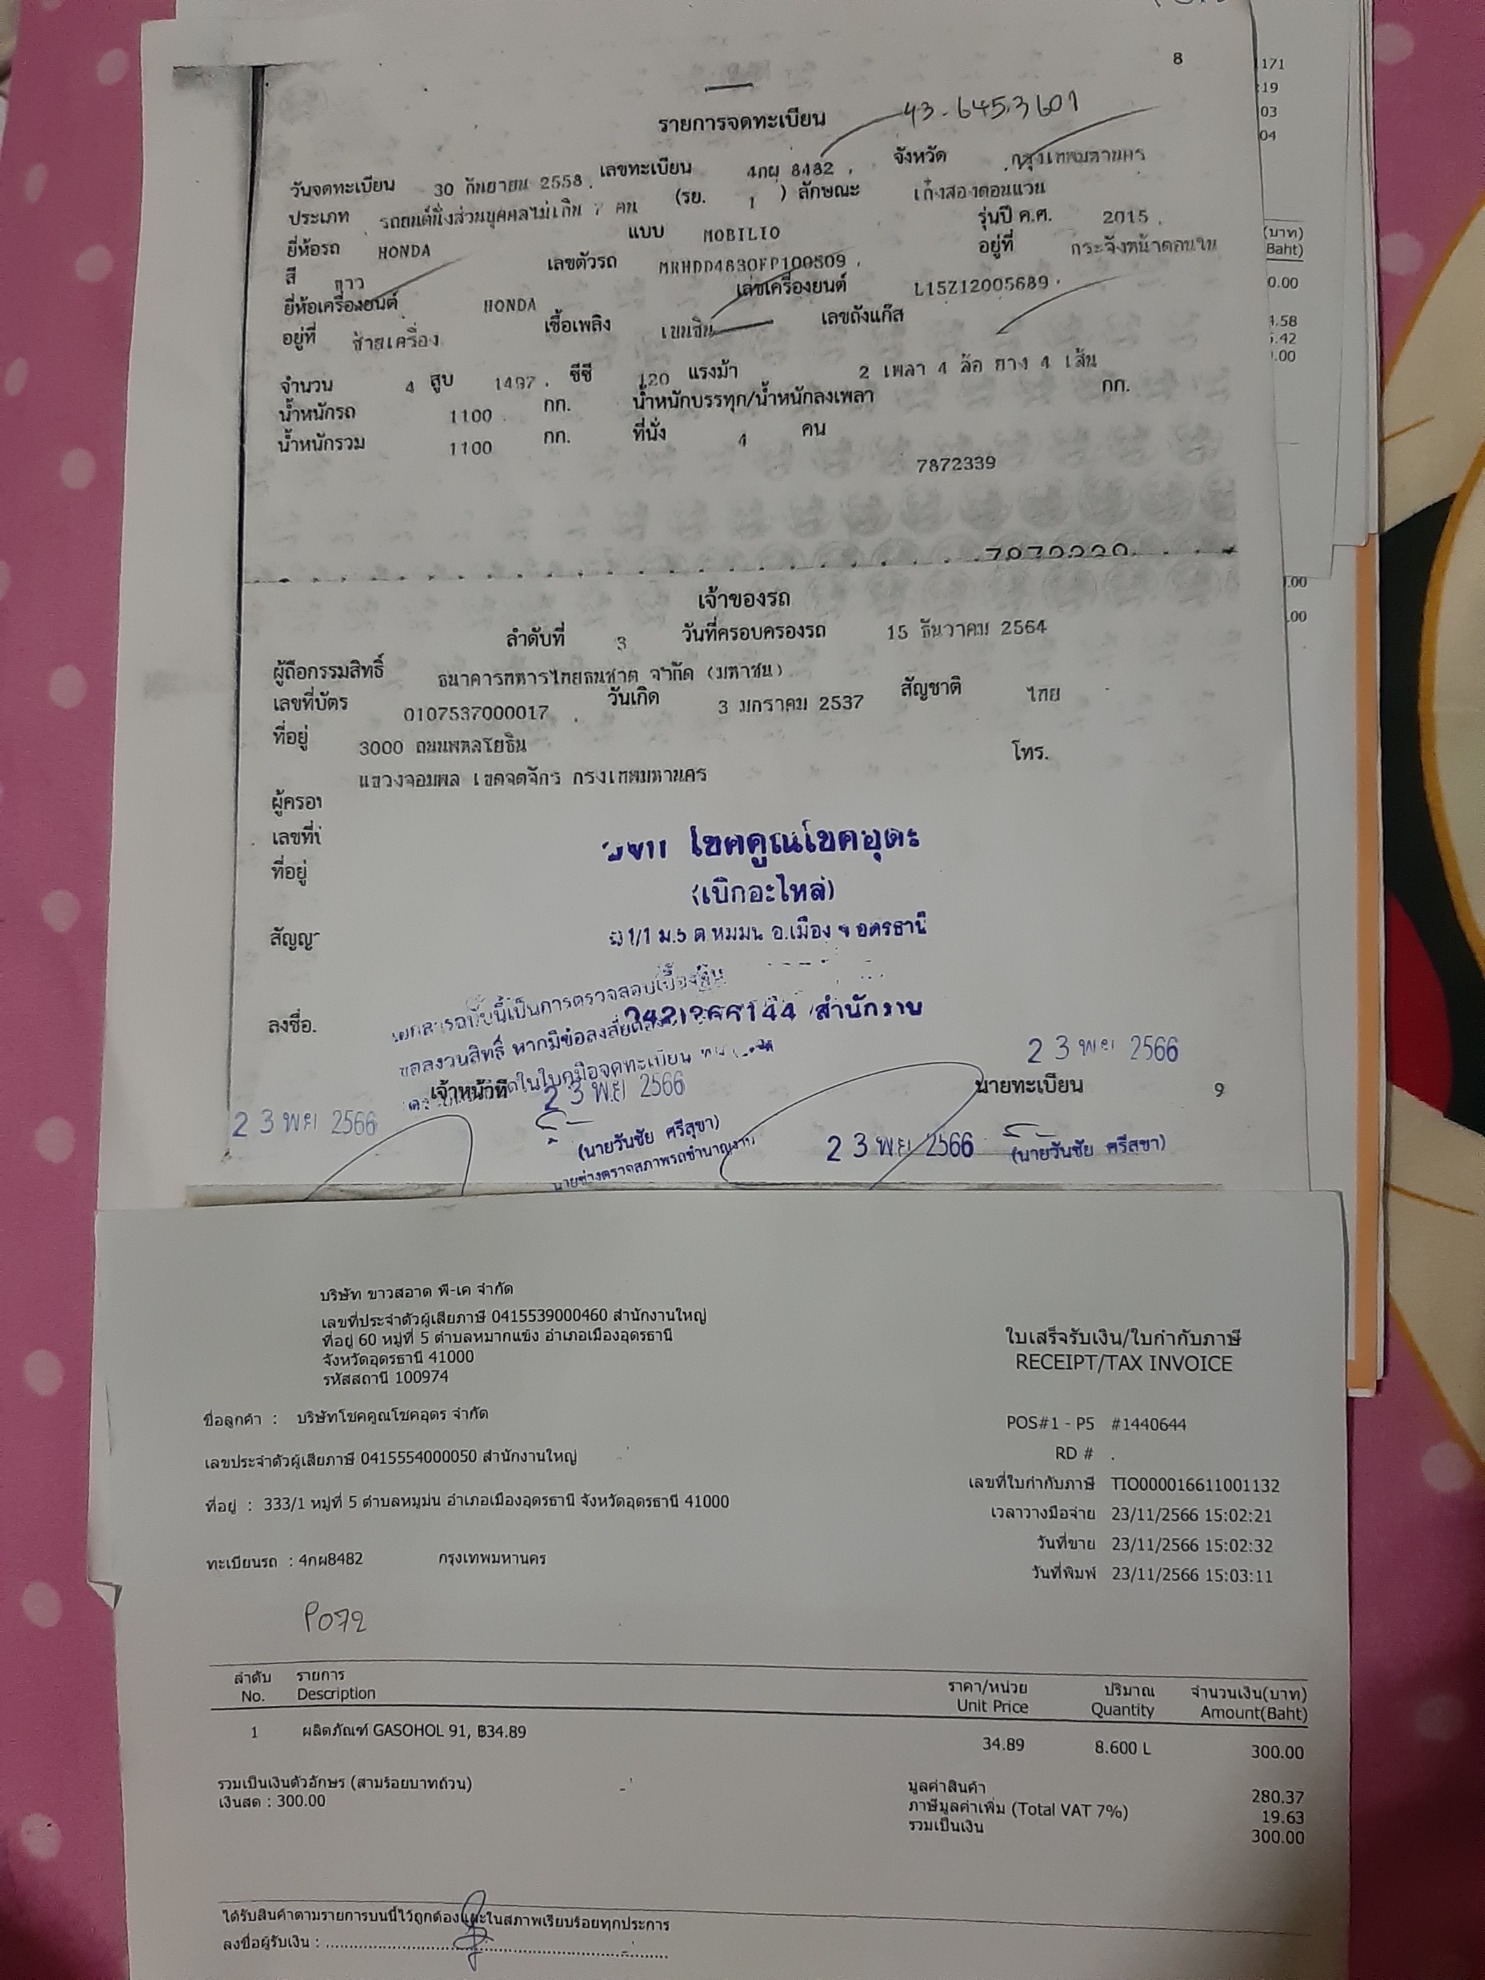 8
รายการจดทะเบียน
วันจดทะเบียน 30 กันยายน 2558 เลขทะเบียน 4กผ 8482 จังหวัด กรุงเทพมหานคร
ประเภท รถยนต์นั่งส่วนบุคคลไม่เกิน 7 คน (รย. 1 ) ลักษณะ เก๋งสองตอนแวน
ยี่ห้อรถ HONDA แบบ MOBILIO รุ่นปี ค.ศ. 2015
สี ขาว เลขตัวรถ MRHDD4830FP100509 อยู่ที่ กระจังหน้าตอนใน
ยี่ห้อเครื่องยนต์ HONDA เลขเครื่องยนต์ L15Z12005689
อยู่ที่ ซ้ายเครื่อง เชื้อเพลิง เบนซิน เลขถังแก๊ส
จำนวน 4 สูบ 1497 ซีซี 120 แรงม้า 2 เพลา 4 ล้อ ยาง 4 เส้น
น้ำหนักรถ 1100 กก. น้ำหนักบรรทุก/น้ำหนักลงเพลา กก.
น้ำหนักรวม 1100 กก. ที่นั่ง 4 คน
7872339
เจ้าของรถ
ลำดับที่ 3 วันที่ครอบครองรถ 15 ธันวาคม 2564
ผู้ถือกรรมสิทธิ์ ธนาคารทหารไทยธนชาต จำกัด (มหาชน)
เลขที่บัตร 0107537000017 วันเกิด 3 มกราคม 2537 สัญชาติ ไทย
ที่อยู่ 3000 ถนนพหลโยธิน โทร.
แขวงจอมพล เขตจตุจักร กรุงเทพมหานคร
ผู้ครอ
เลขที่
ที่อยู่
โชคคูณโชคอุดร
(เบิกอะไหล่)
สัญญ
ลงชื่อ.
สำนักงาน
เจ้าหน้าที่
นายทะเบียน
23 พย 2566
23 พย 2566
23 พย 2566
23 พย 2566
(นายวันชัย ศรีสุขา)
นายช่างตรวจสภาพรถชำนาญงาน
(นายวันชัย ศรีสุขา)
9
บริษัท ขาวสอาด พี-เค จำกัด
เลขที่ประจำตัวผู้เสียภาษี 0415539000460 สำนักงานใหญ่
ที่อยู่ 60 หมู่ที่ 5 ตำบลหมากแข้ง อำเภอเมืองอุดรธานี
จังหวัดอุดรธานี 41000
รหัสสถานี 100974
ใบเสร็จรับเงิน/ใบกำกับภาษี
RECEIPT/TAX INVOICE
ชื่อลูกค้า : บริษัทโชคคูณโชคอุดร จำกัด
เลขประจำตัวผู้เสียภาษี 0415554000050 สำนักงานใหญ่
ที่อยู่ : 333/1 หมู่ที่ 5 ตำบลหมูม่น อำเภอเมืองอุดรธานี จังหวัดอุดรธานี 41000
ทะเบียนรถ : 4กผ8482 กรุงเทพมหานคร
POS#1 - P5 #1440644
RD # .
เลขที่ใบกำกับภาษี TIO000016611001132
เวลาวางมือจ่าย 23/11/2566 15:02:21
วันที่ขาย 23/11/2566 15:02:32
วันที่พิมพ์ 23/11/2566 15:03:11
P072
ลำดับ รายการ ราคา/หน่วย ปริมาณ จำนวนเงิน(บาท)
No. Description Unit Price Quantity Amount(Baht)
1 ผลิตภัณฑ์ GASOHOL 91, ฿34.89 34.89 8.600 L 300.00
รวมเป็นเงินตัวอักษร (สามร้อยบาทถ้วน)
เงินสด : 300.00
มูลค่าสินค้า 280.37
ภาษีมูลค่าเพิ่ม (Total VAT 7%) 19.63
รวมเป็นเงิน 300.00
ได้รับสินค้าตามรายการบนนี้ไว้ถูกต้องและในสภาพเรียบร้อยทุกประการ
ลงชื่อผู้รับเงิน :